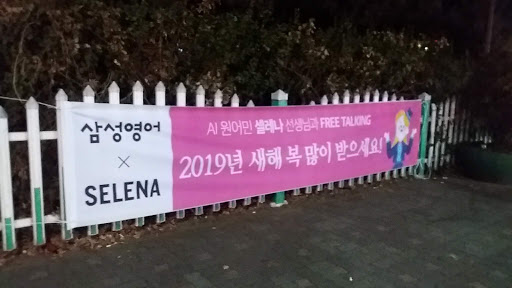 삼성영어
×
SELENA
AI 원어민 셀레나 선생님과 FREE TALKING
2019년 새해 복 많이 받으세요!